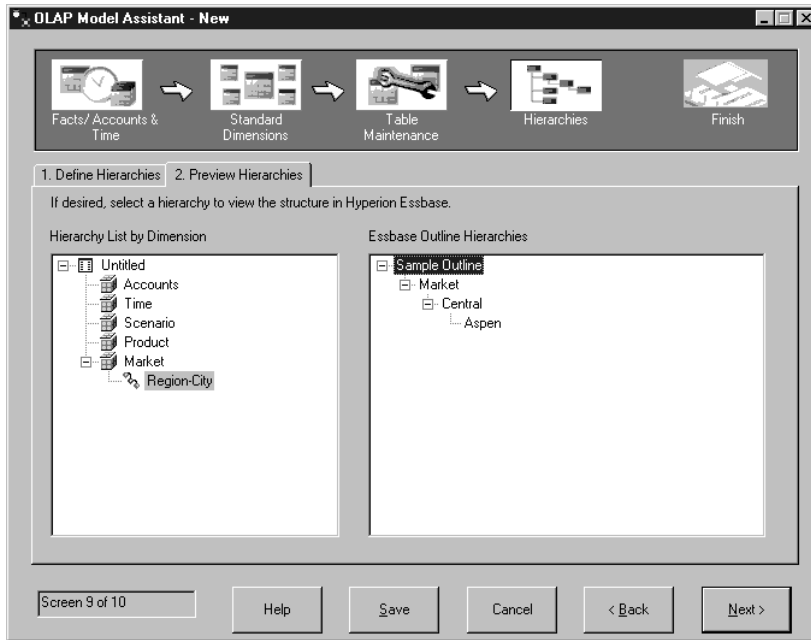 OLAP Model Assistant - New
Facts/Accounts &
Time
Standard
Dimensions
Table
Maintenance
Hierarchies
Finish
1. Define Hierarchies
2. Preview Hierarchies
If desired, select a hierarchy to view the structure in Hyperion Essbase.
Hierarchy List by Dimension
Untitled
Accounts
Time
Scenario
Product
Market
Region-City
Essbase Outline Hierarchies
Sample Outline
Market
Central
Aspen
Screen 9 of 10
Help
Save
Cancel
< Back
Next >